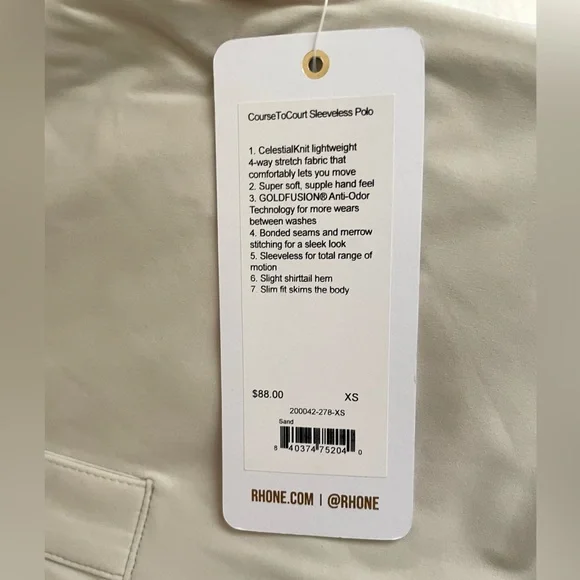 CourseToCourt Sleeveless Polo
1. CelestialKnit lightweight
4-way stretch fabric that
comfortably lets you move
2. Super soft, supple hand feel
3. GOLDFUSION® Anti-Odor
Technology for more wears
between washes
4. Bonded seams and merrow
stitching for a sleek look
5. Sleeveless for total range of
motion
6. Slight shirttail hem
7. Slim fit skims the body
$88.00 XS
200042-278-XS
Sand
8 40374 75204 0
RHONE.COM | @RHONE